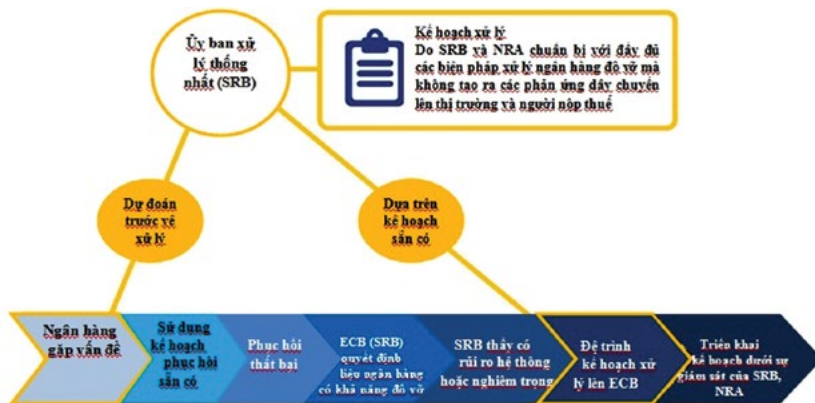 Ủy ban xử
lý thống
nhất (SRB)
Kế hoạch xử lý
Do SRB và NRA chuẩn bị với đầy đủ
các biện pháp xử lý ngân hàng đổ vỡ mà
không tạo ra các phản ứng dây chuyền
lên thị trường và người nộp thuế
Dự đoán
trước về
xử lý
Dựa trên
kế hoạch
sẵn có
Ngân hàng
gặp vấn đề
Sử dụng
kế hoạch
phục hồi
sẵn có
Phục hồi
thất bại
ECB (SRB)
quyết định
liệu ngân hàng
có khả năng đổ vỡ
SRB thấy có
rủi ro hệ thống
hoặc nghiêm trọng
Đệ trình
kế hoạch xử
lý lên ECB
Triển khai
kế hoạch dưới sự
giám sát của SRB,
NRA